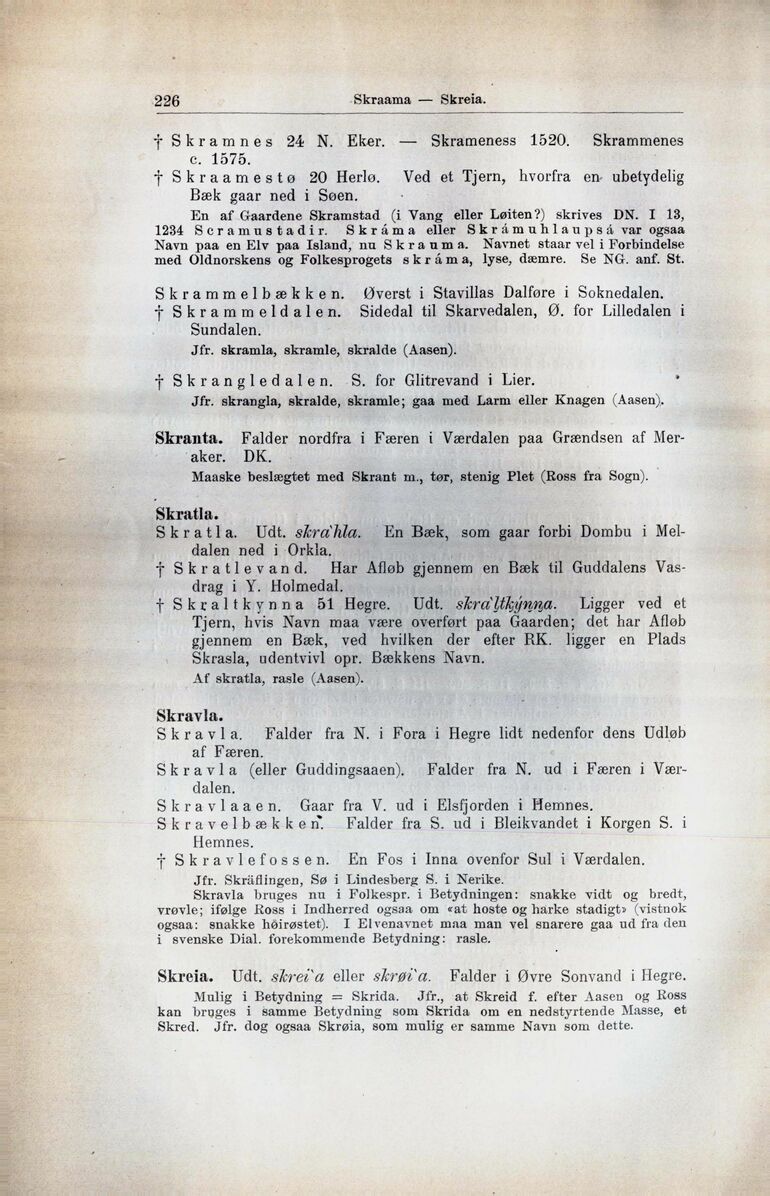 226 Skraama — Skreia.
† Skramnes 24 N. Eker. — Skrameness 1520. Skrammenes
c. 1575.
† Skraamestø 20 Herlø. Ved et Tjern, hvorfra en ubetydelig
Bæk gaar ned i Søen.
En af Gaardene Skramstad (i Vang eller Løiten?) skrives DN. I 13,
1234 Scramustadir. Skráma eller Skrámuhlaupsá var ogsaa
Navn paa en Elv paa Island, nu Skrauma. Navnet staar vel i Forbindelse
med Oldnorskens og Folkesprogets skráma, lyse, dæmre. Se NG. anf. St.
Skrammelbækken. Øverst i Stavillas Dalføre i Soknedalen.
† Skrammeldalen. Sidedal til Skarvedalen, Ø. for Lilledalen i
Sundalen.
Jfr. skramla, skramle, skralde (Aasen).
† Skrangledalen. S. for Glitrevand i Lier.
Jfr. skrangla, skralde, skramle; gaa med Larm eller Knagen (Aasen).
Skranta. Falder nordfra i Færen i Værdalen paa Grændsen af Mer-
aker. DK.
Maaske beslægtet med Skrant m., tør, stenig Plet (Ross fra Sogn).
Skratla.
Skratla. Udt. skra`hla. En Bæk, som gaar forbi Dombu i Mel-
dalen ned i Orkla.
† Skratlevand. Har Afløb gjennem en Bæk til Guddalens Vas-
drag i Y. Holmedal.
† Skraltkynna 51 Hegre. Udt. skra`ḷtkýṇṇa. Ligger ved et
Tjern, hvis Navn maa være overført paa Gaarden; det har Afløb
gjennem en Bæk, ved hvilken der efter RK. ligger en Plads
Skrasla, udentvivl opr. Bækkens Navn.
Af skratla, rasle (Aasen).
Skravla.
Skravla. Falder fra N. i Fora i Hegre lidt nedenfor dens Udløb
af Færen.
Skravla (eller Guddingsaaen). Falder fra N. ud i Færen i Vær-
dalen.
Skravlaaen. Gaar fra V. ud i Elsfjorden i Hemnes.
Skravelbækken. Falder fra S. ud i Bleikvandet i Korgen S. i
Hemnes.
† Skravlefossen. En Fos i Inna ovenfor Sul i Værdalen.
Jfr. Skräflingen, Sø i Lindesberg S. i Nerike.
Skravla bruges nu i Folkespr. i Betydningen: snakke vidt og bredt,
vrøvle; ifølge Ross i Indherred ogsaa om «at hoste og harke stadigt» (vistnok
ogsaa: snakke høirøstet). I Elvenavnet maa man vel snarere gaa ud fra den
i svenske Dial. forekommende Betydning: rasle.
Skreia. Udt. skrei`a eller skrøi`a. Falder i Øvre Sonvand i Hegre.
Mulig i Betydning = Skrida. Jfr., at Skreid f. efter Aasen og Ross
kan bruges i samme Betydning som Skrida om en nedstyrtende Masse, et
Skred. Jfr. dog ogsaa Skrøia, som mulig er samme Navn som dette.